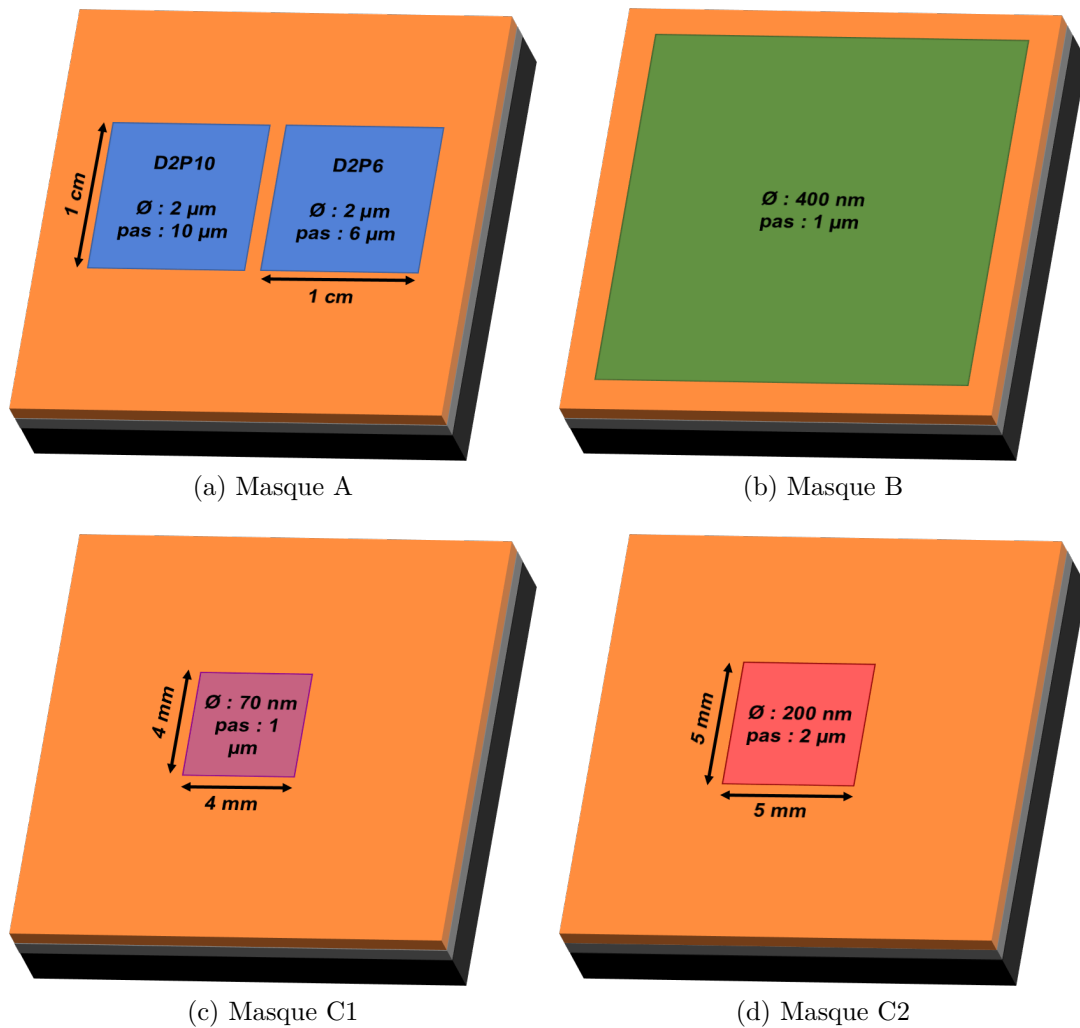 D2P10
Ø : 2 µm
pas : 10 µm
1 cm
D2P6
Ø : 2 µm
pas : 6 µm
1 cm
(a) Masque A
Ø : 400 nm
pas : 1 µm
(b) Masque B
Ø : 70 nm
pas : 1
µm
4 mm
4 mm
(c) Masque C1
Ø : 200 nm
pas : 2 µm
5 mm
5 mm
(d) Masque C2